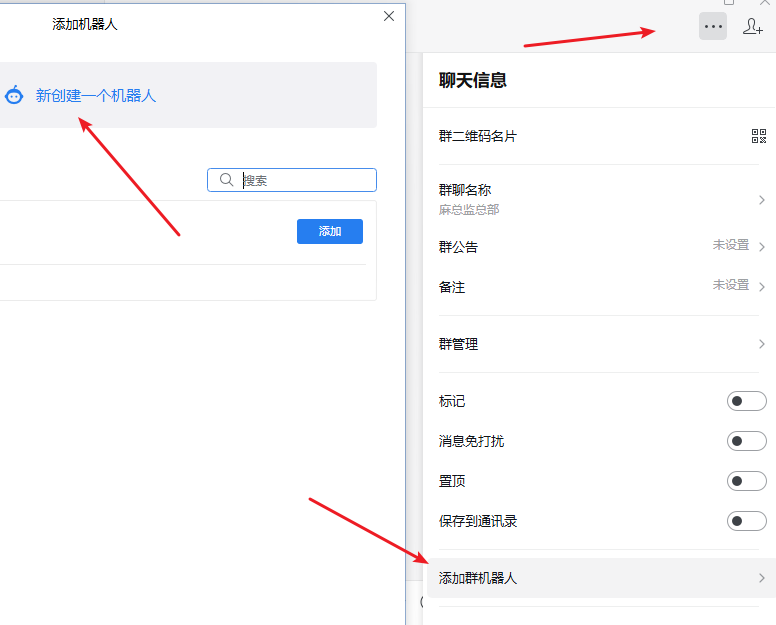 添加机器人
新创建一个机器人
搜索
添加
聊天信息
群二维码名片
群聊名称
麻总监总部
群公告
未设置
备注
未设置
群管理
标记
消息免打扰
置顶
保存到通讯录
添加群机器人